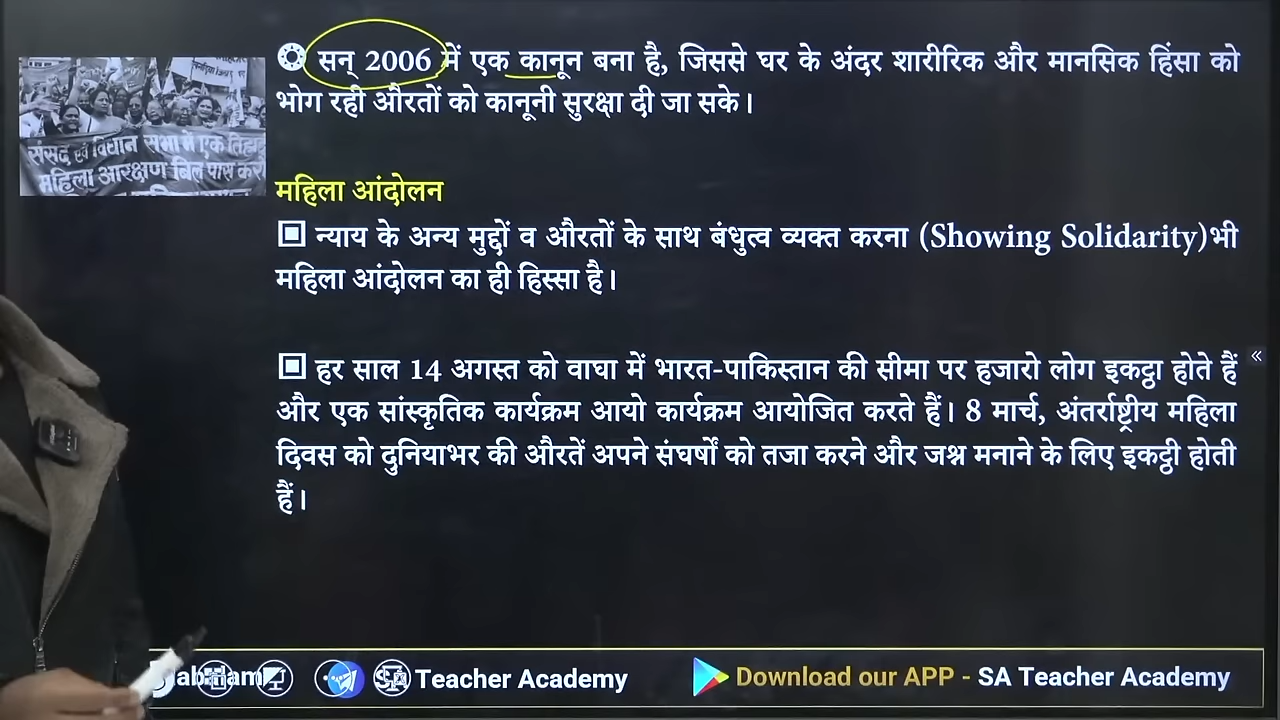 सन् 2006 में एक कानून बना है, जिससे घर के अंदर शारीरिक और मानसिक हिंसा को
भोग रही औरतों को कानूनी सुरक्षा दी जा सके।
संसद एवं विधान सभा में एक तिहाई
महिला आरक्षण बिल पास करो
महिला आंदोलन
न्याय के अन्य मुद्दों व औरतों के साथ बंधुत्व व्यक्त करना (Showing Solidarity)भी
महिला आंदोलन का ही हिस्सा है।
हर साल 14 अगस्त को वाघा में भारत-पाकिस्तान की सीमा पर हजारो लोग इकट्ठा होते हैं
और एक सांस्कृतिक कार्यक्रम आयो कार्यक्रम आयोजित करते हैं। 8 मार्च, अंतर्राष्ट्रीय महिला
दिवस को दुनियाभर की औरतें अपने संघर्षों को तजा करने और जश्न मनाने के लिए इकट्ठी होती
हैं।
Teacher Academy
Download our APP - SA Teacher Academy